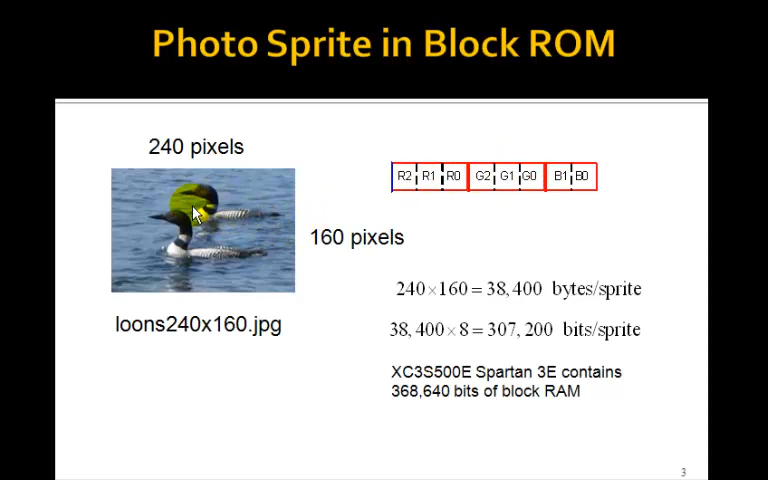 Photo Sprite in Block ROM
240 pixels
R2 R1 R0 G2 G1 G0 B1 B0
160 pixels
240×160 = 38,400 bytes/sprite
loons240x160.jpg
38,400×8 = 307,200 bits/sprite
XC3S500E Spartan 3E contains
368,640 bits of block RAM
3